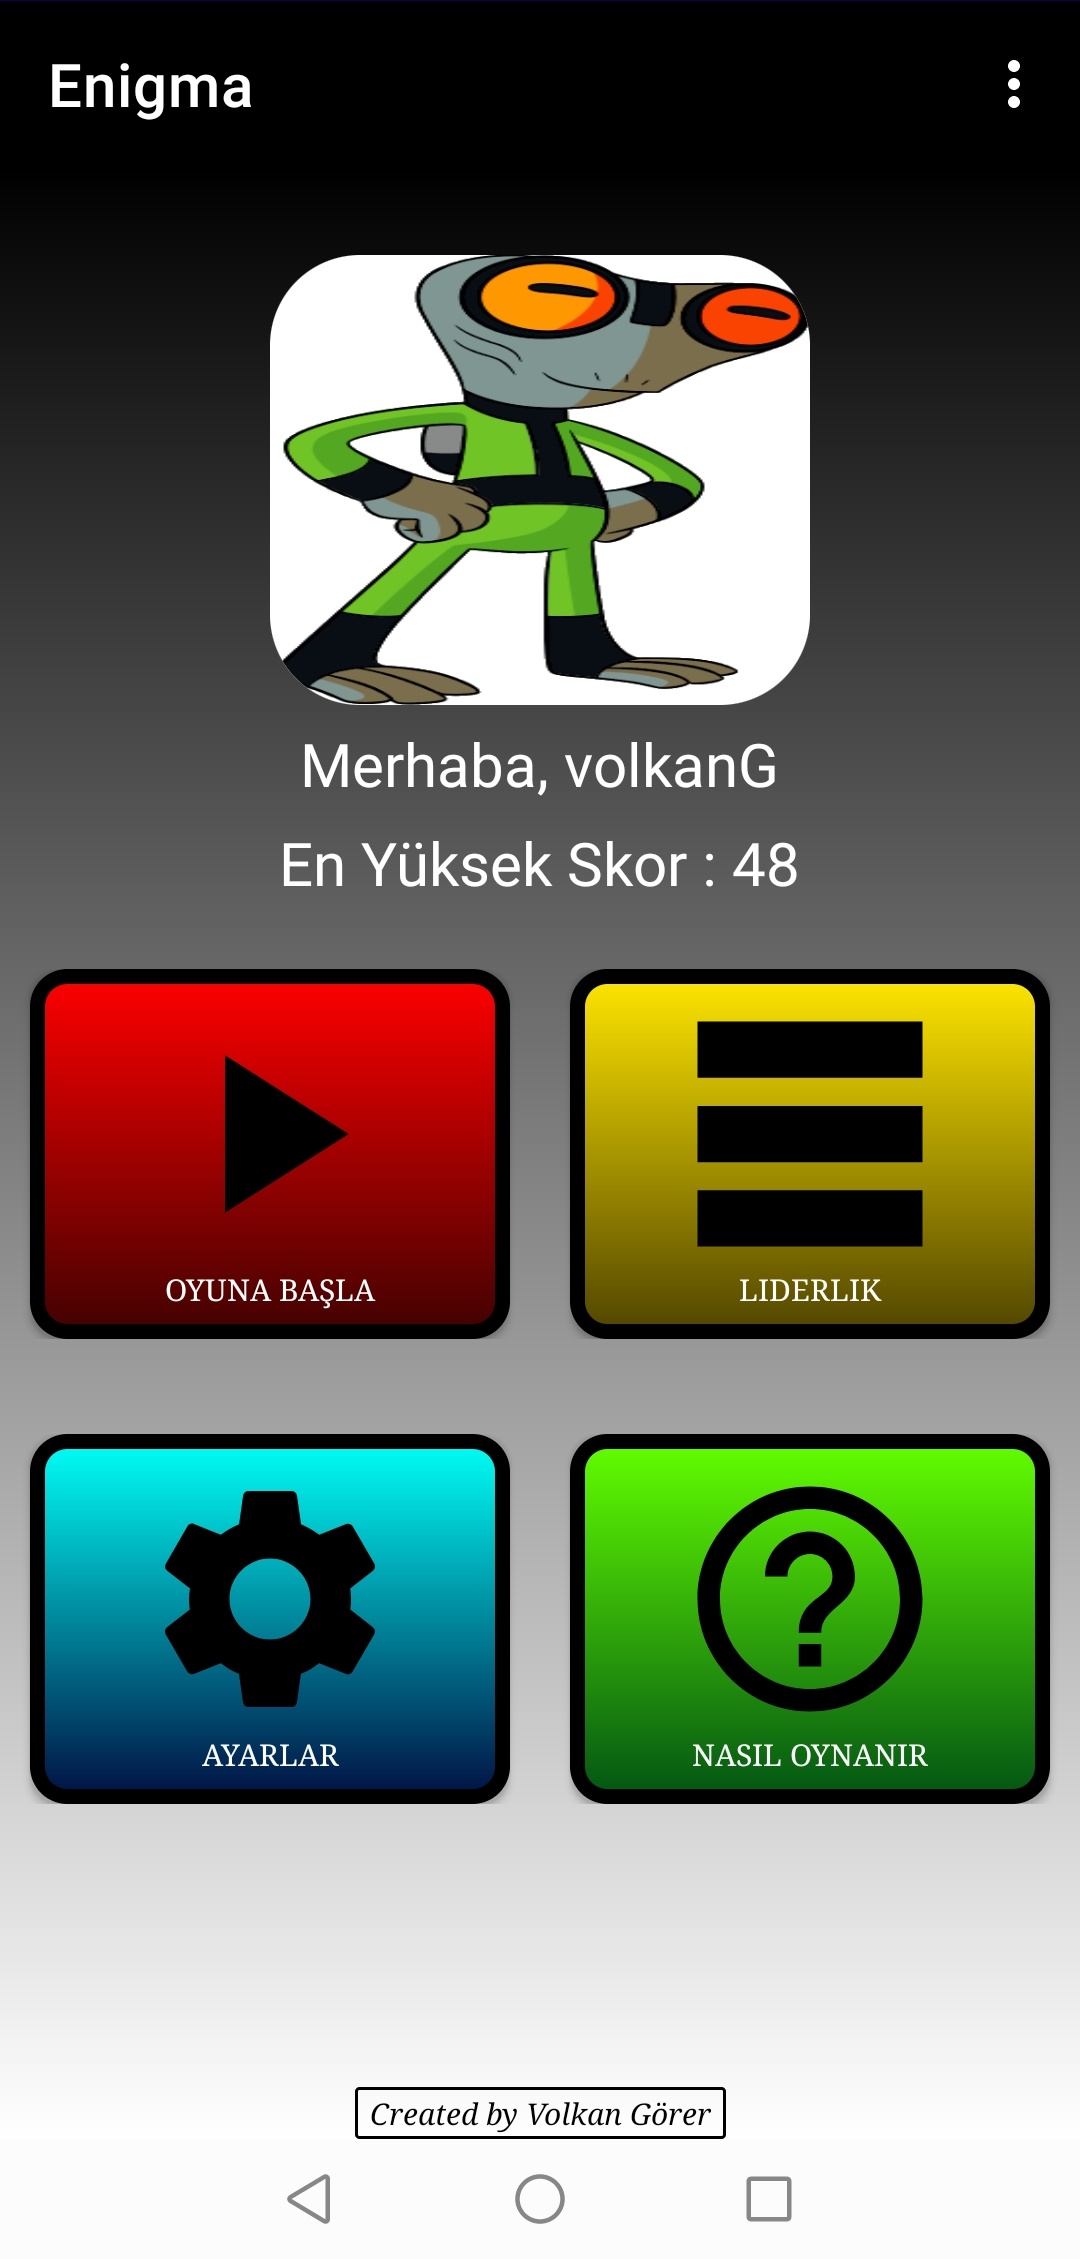 Enigma
Merhaba, volkanG
En Yüksek Skor : 48
OYUNA BAŞLA
LIDERLIK
AYARLAR
NASIL OYNANIR
Created by Volkan Görer